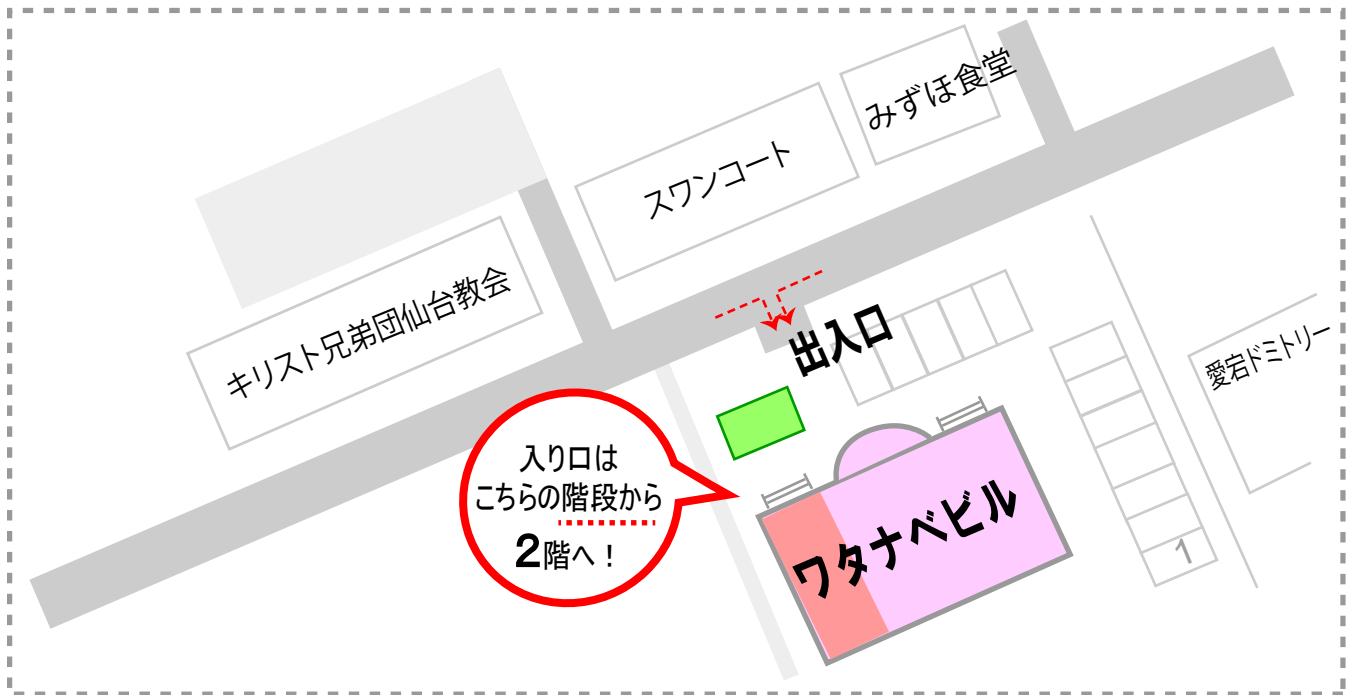 みずほ食堂
スワンコート
キリスト兄弟団仙台教会
出入口
愛宕ドミトリー
入り口は
こちらの階段から
2階へ！
ワタナベビル
1